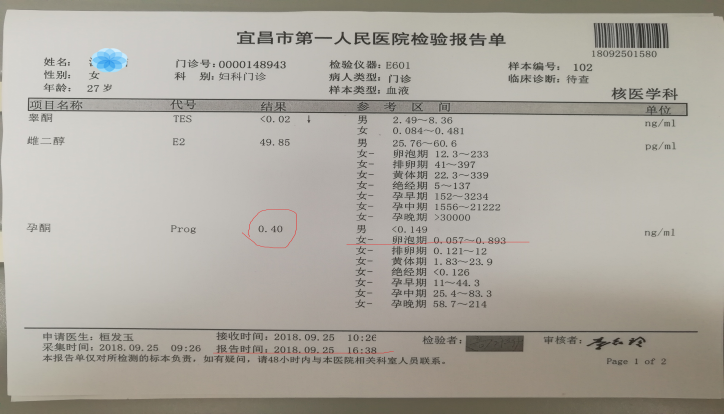 宜昌市第一人民医院检验报告单
18092501580
姓名: 门诊号: 0000148943 检验仪器: E601 样本编号: 102
性别: 女 科 别: 妇科门诊 病人类型: 门诊 临床诊断: 待查
年龄: 27岁 样本类型: 血液 核医学科
项目名称 代号 结果 参 考 区 间 单位
睾酮 TES <0.02 ↓ 男 2.49～8.36 ng/ml
女 0.084～0.481
雌二醇 E2 49.85 男 25.76～60.6 pg/ml
女- 卵泡期 12.3～233
女- 排卵期 41～397
女- 黄体期 22.3～339
女- 绝经期 5～137
女- 孕早期 152～3234
女- 孕中期 1556～21222
女- 孕晚期 >30000
孕酮 Prog 0.40 男 <0.149 ng/ml
女- 卵泡期 0.057～0.893
女- 排卵期 0.121～12
女- 黄体期 1.83～23.9
女- 绝经期 <0.126
女- 孕早期 11～44.3
女- 孕中期 25.4～83.3
女- 孕晚期 58.7～214
申请医生: 桓发玉 接收时间: 2018.09.25 10:26 检验者: 审核者:
采集时间: 2018.09.25 09:26 报告时间: 2018.09.25 16:38
本报告单仅对所检测的标本负责，如有疑问，请48小时内与本医院相关科室人员联系。 Page 1 of 2